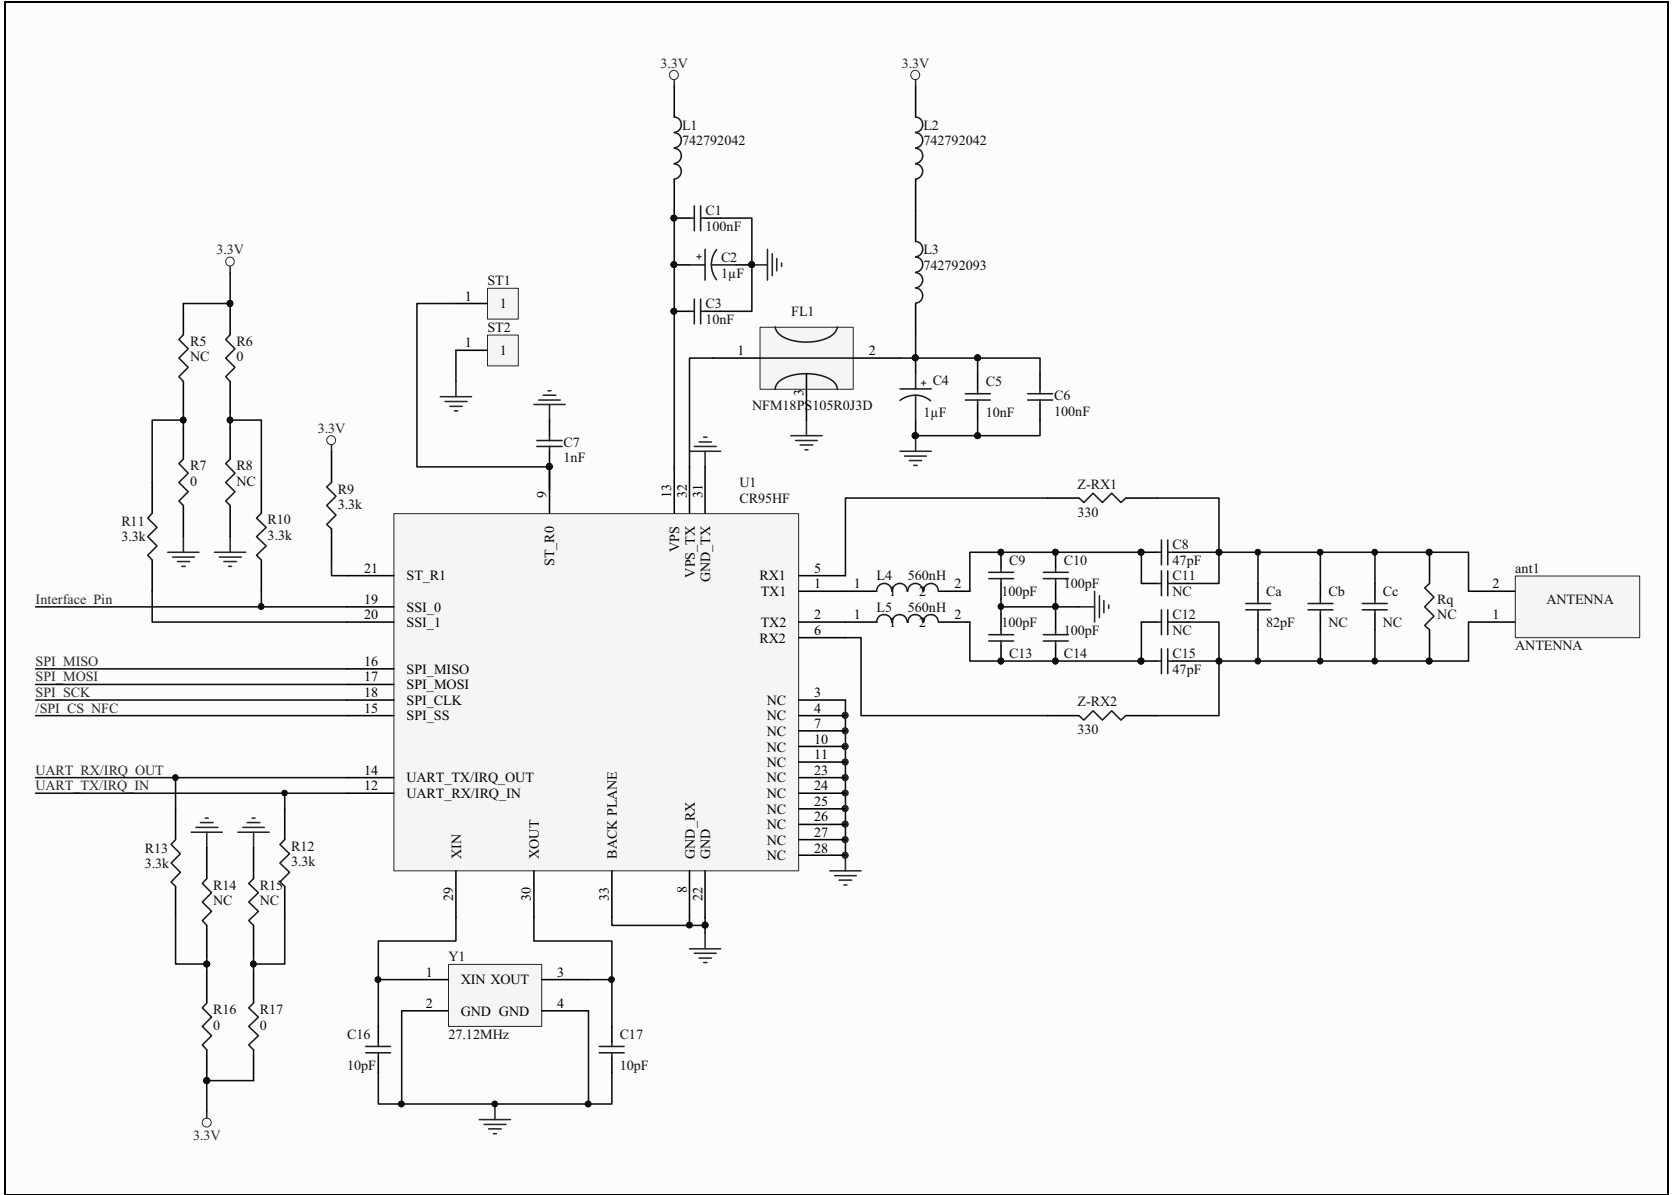 3.3V
3.3V
L1
742792042
L2
742792042
C1
100nF
+ C2
1µF
C3
10nF
L3
742792093
3.3V
ST1
1 1
ST2
1 1
FL1
1 2
3
NFM18PS105R0J3D
R5
NC
R6
0
+ C4
1µF
C5
10nF
C6
100nF
3.3V
C7
1nF
R7
0
R8
NC
R9
3.3k
R11
3.3k
R10
3.3k
9
13
32
31
U1
CR95HF
Z-RX1
330
ST_R0
VPS
VPS_TX
GND_TX
21 ST_R1
Interface_Pin 19 SSI_0
20 SSI_1
SPI_MISO 16 SPI_MISO
SPI_MOSI 17 SPI_MOSI
SPI_SCK 18 SPI_CLK
/SPI_CS_NFC 15 SPI_SS
UART_RX/IRQ_OUT 14 UART_TX/IRQ_OUT
UART_TX/IRQ_IN 12 UART_RX/IRQ_IN
RX1 5
TX1 1
TX2 2
RX2 6
1 L4 560nH 2
1 2
1 L5 560nH 2
1 2
C9
100pF
C10
100pF
100pF
C13
100pF
C14
C8
47pF
C11
NC
C12
NC
C15
47pF
Ca
82pF
Cb
NC
Cc
NC
Rq
NC
ant1
2
1
ANTENNA
ANTENNA
Z-RX2
330
NC 3
NC 4
NC 7
NC 10
NC 11
NC 23
NC 24
NC 25
NC 26
NC 27
NC 28
XIN
XOUT
BACK PLANE
GND_RX
GND
29
30
33
8
22
R13
3.3k
R12
3.3k
R14
NC
R15
NC
R16
0
R17
0
3.3V
Y1
1 XIN XOUT 3
2 GND GND 4
27.12MHz
C16
10pF
C17
10pF